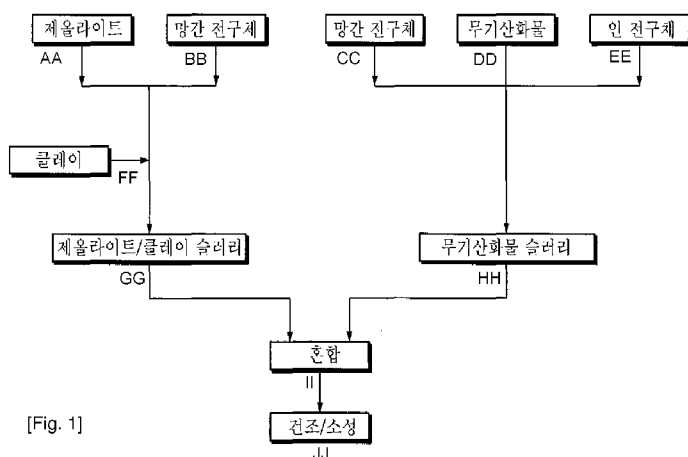 제올라이트 망간 전구체 망간 전구체 무기산화물 인 전구체
AA BB CC DD EE
클레이
FF
제올라이트/클레이 슬러리 무기산화물 슬러리
GG HH
혼합
II
[Fig. 1] 건조/소성
JJ